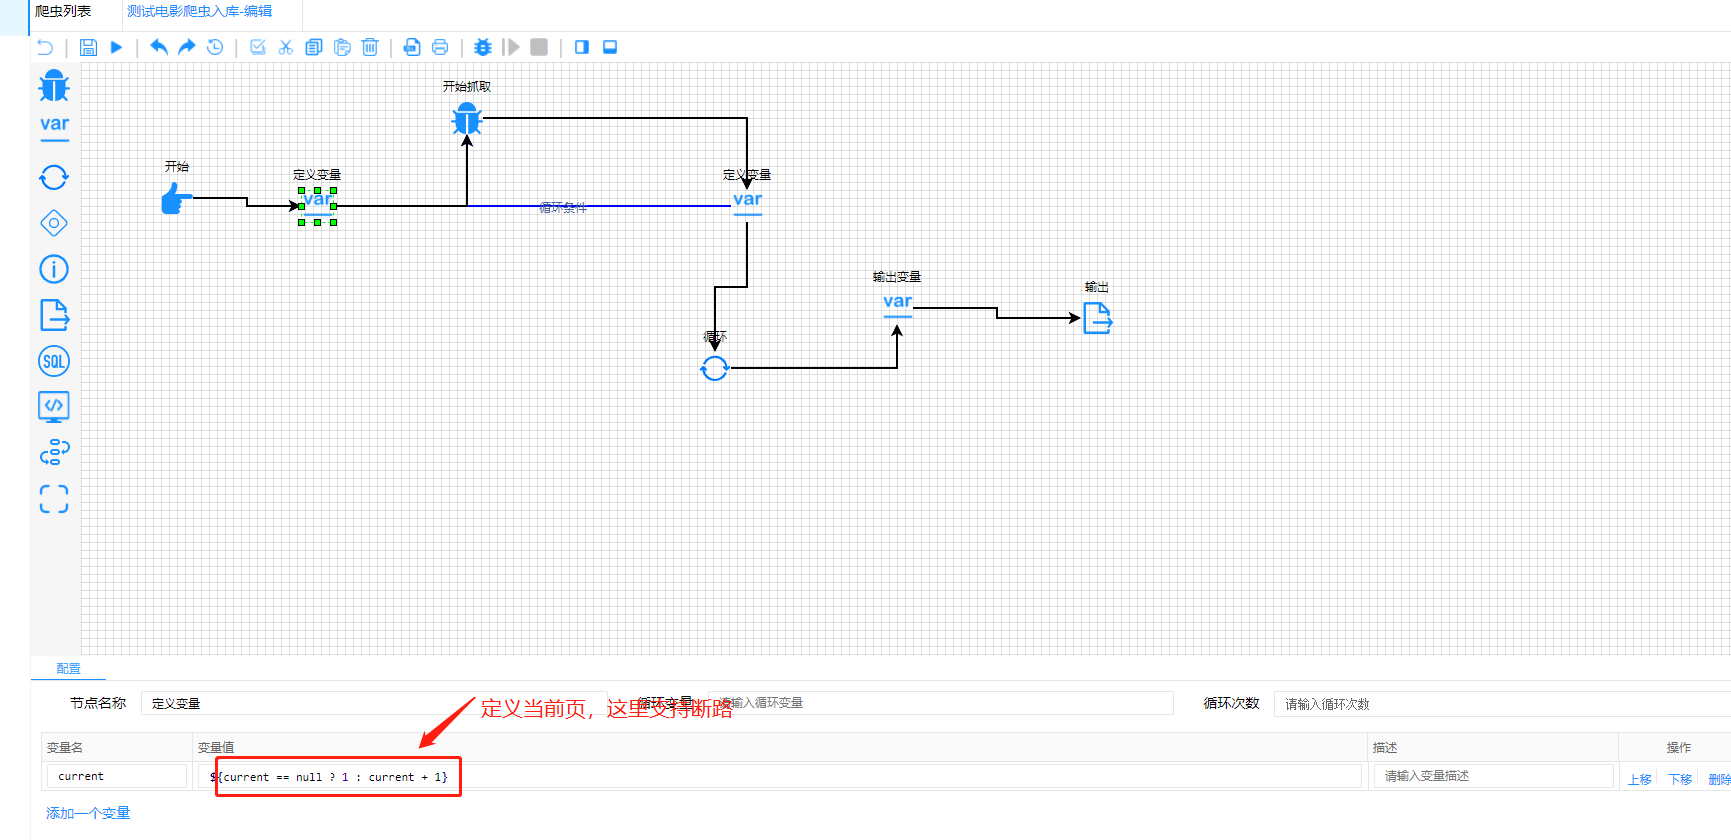 爬虫列表
测试电影爬虫入库-编辑
开始抓取
var
开始
定义变量
var
定义变量
var
循环条件
输出变量
var
输出
循环
SQL
配置
节点名称
定义变量
循环变量
请输入循环变量
循环次数
请输入循环次数
定义当前页，这里支持断路
变量名
变量值
描述
操作
current
${current == null ? 1 : current + 1}
请输入变量描述
上移
下移
删除
添加一个变量